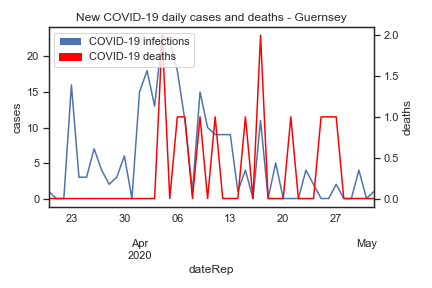 New COVID-19 daily cases and deaths - Guernsey
COVID-19 infections
COVID-19 deaths
cases
20
15
10
5
0
deaths
2.0
1.5
1.0
0.5
0.0
23 30 06 13 20 27
Apr May
2020
dateRep